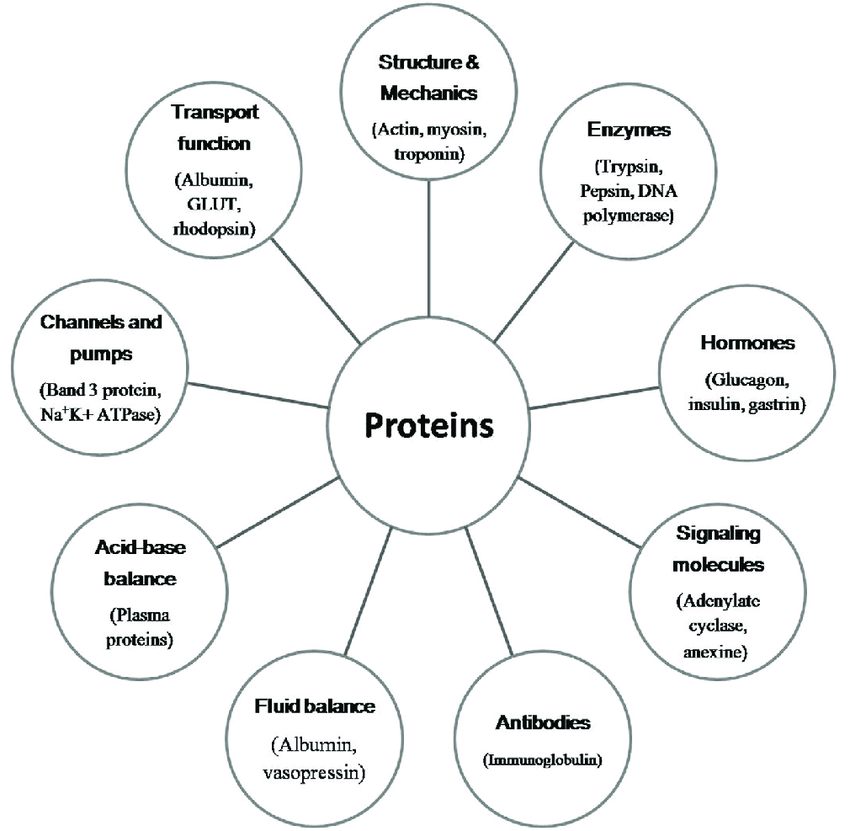 Structure &
Mechanics
(Actin, myosin,
troponin)
Enzymes
(Trypsin,
Pepsin, DNA
polymerase)
Hormones
(Glucagon,
insulin, gastrin)
Signaling
molecules
(Adenylate
cyclase,
anexine)
Antibodies
(Immunoglobulin)
Fluid balance
(Albumin,
vasopressin)
Acid-base
balance
(Plasma
proteins)
Channels and
pumps
(Band 3 protein,
Na⁺K+ ATPase)
Transport
function
(Albumin,
GLUT,
rhodopsin)
Proteins